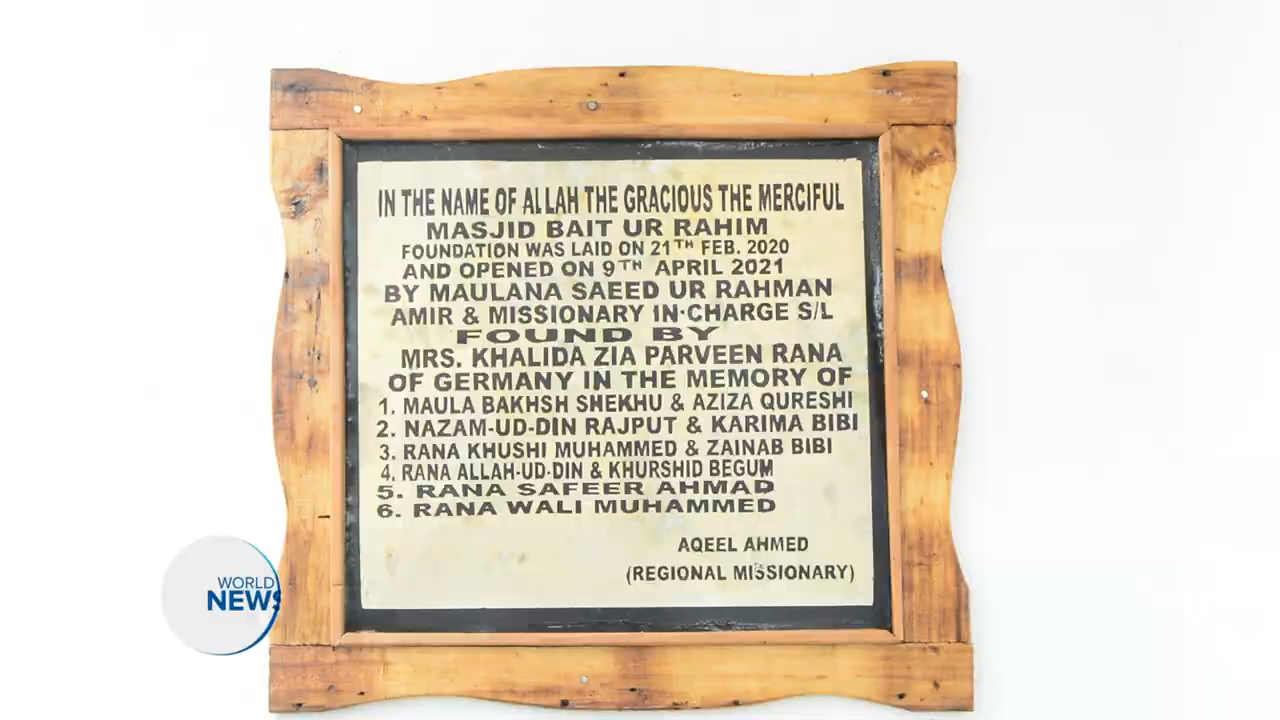 IN THE NAME OF ALLAH THE GRACIOUS THE MERCIFUL
MASJID BAIT UR RAHIM
FOUNDATION WAS LAID ON 21TH FEB. 2020
AND OPENED ON 9TH APRIL 2021
BY MAULANA SAEED UR RAHMAN
AMIR & MISSIONARY IN-CHARGE S/L
FOUND BY
MRS. KHALIDA ZIA PARVEEN RANA
OF GERMANY IN THE MEMORY OF
1. MAULA BAKHSH SHEKHU & AZIZA QURESHI
2. NAZAM-UD-DIN RAJPUT & KARIMA BIBI
3. RANA KHUSHI MUHAMMED & ZAINAB BIBI
4. RANA ALLAH-UD-DIN & KHURSHID BEGUM
5. RANA SAFEER AHMAD
6. RANA WALI MUHAMMED
AQEEL AHMED
(REGIONAL MISSIONARY)
WORLD
NEWS